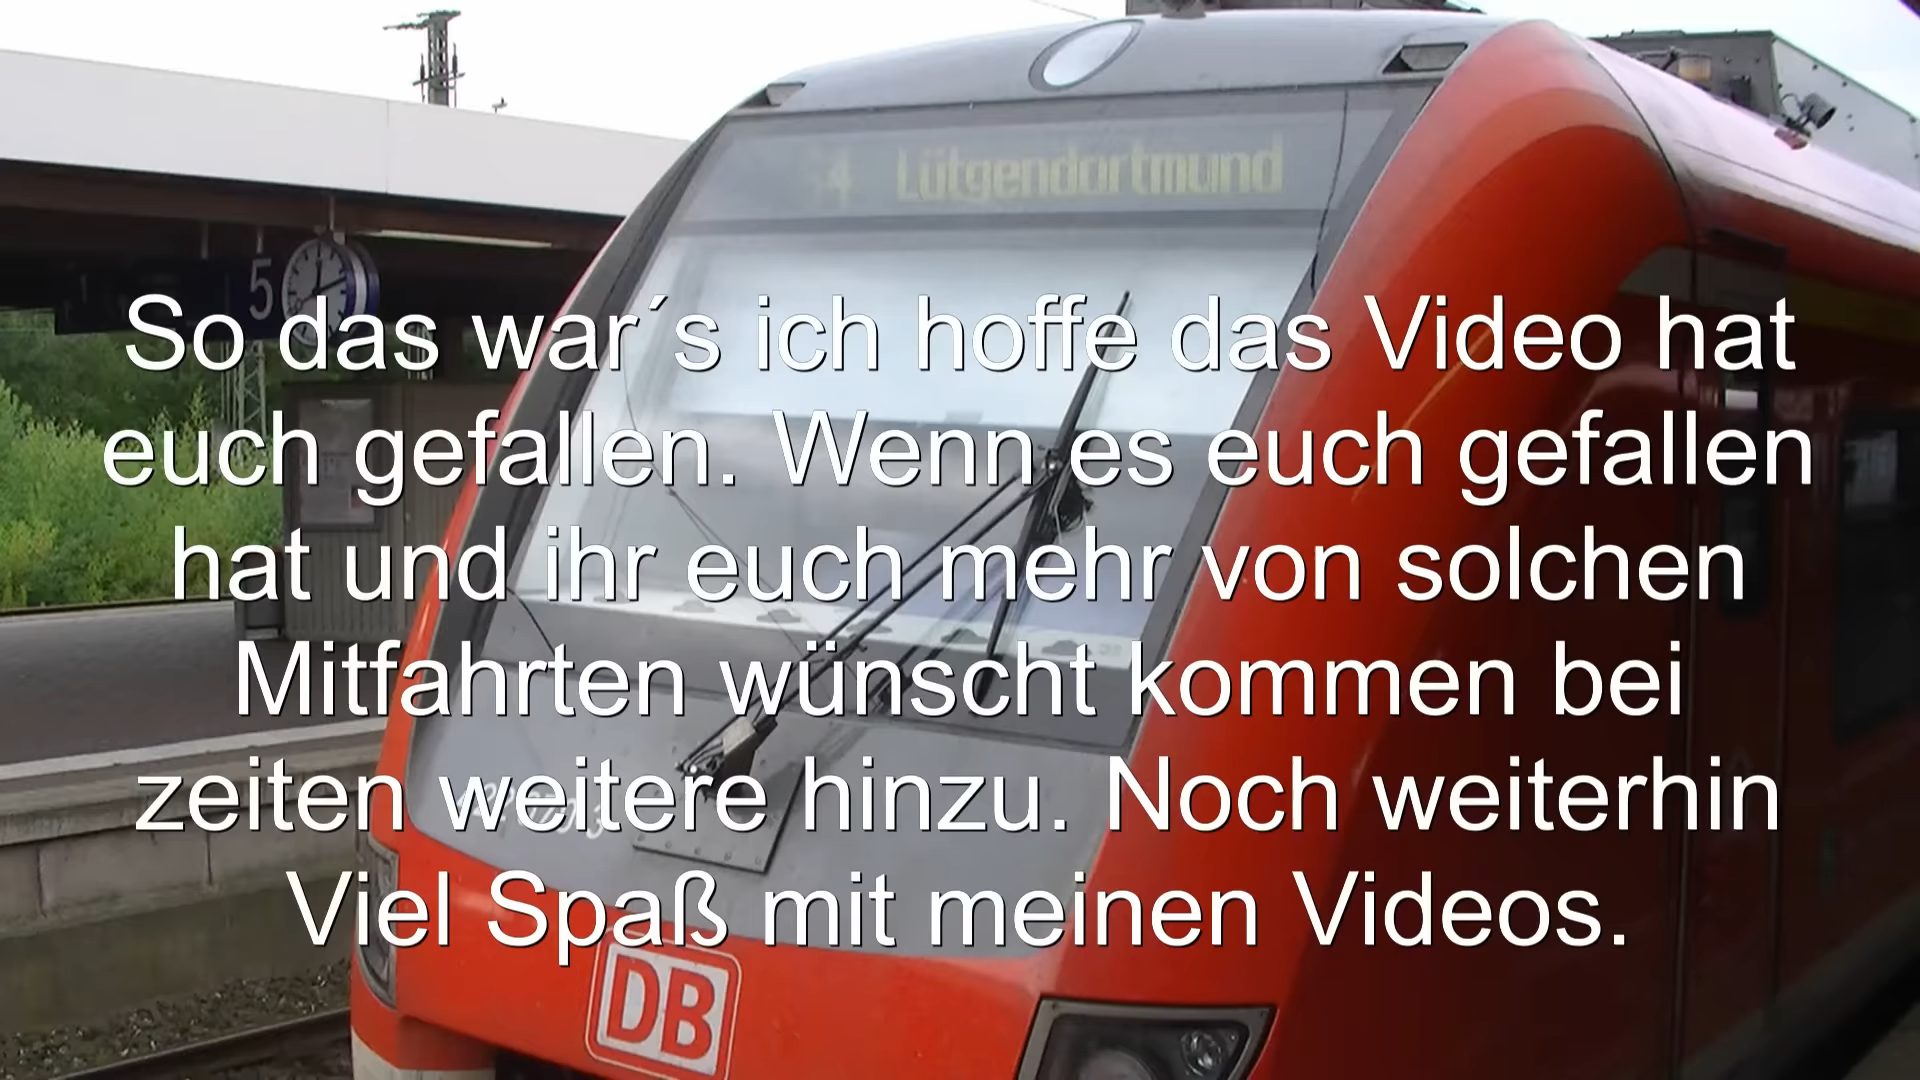 4 Lütgendortmund
5
So das war´s ich hoffe das Video hat
euch gefallen. Wenn es euch gefallen
hat und ihr euch mehr von solchen
Mitfahrten wünscht kommen bei
zeiten weitere hinzu. Noch weiterhin
Viel Spaß mit meinen Videos.
DB